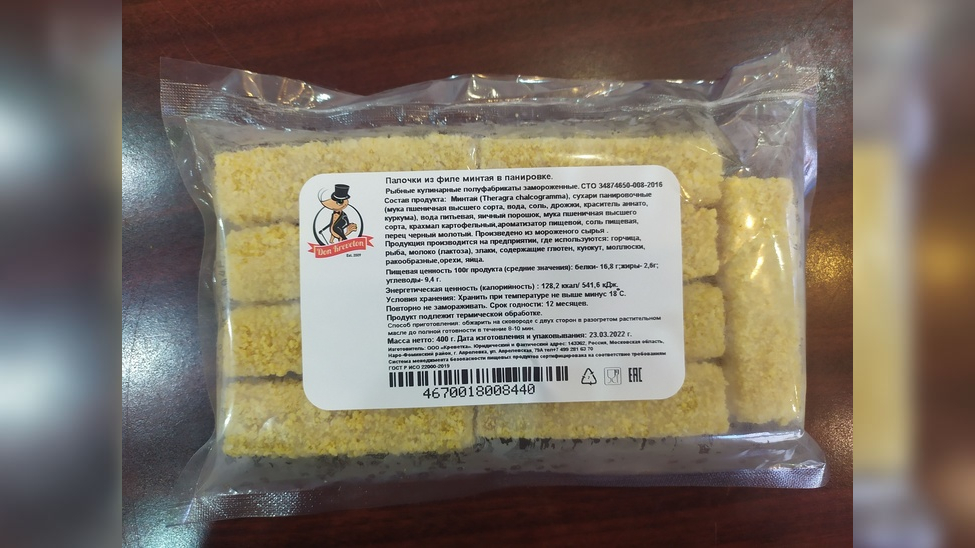 Палочки из филе минтая в панировке.
Рыбные кулинарные полуфабрикаты замороженные. СТО 34874650-008-2016
Состав продукта: Минтай (Theragra chalcogramma), сухари панировочные
(мука пшеничная высшего сорта, вода, соль, дрожжи, краситель аннато,
куркума), вода питьевая, яичный порошок, мука пшеничная высшего
сорта, крахмал картофельный,ароматизатор пищевой, соль пищевая,
перец черный молотый. Произведено из мороженого сырья .
Продукция производится на предприятии, где используются: горчица,
рыба, молоко (лактоза), злаки, содержащие глютен, кунжут, моллюски,
ракообразные,орехи, яйца.
Пищевая ценность 100г продукта (средние значения): белки- 16,8 г;жиры- 2,6г;
углеводы- 9,4 г.
Энергетическая ценность (калорийность) : 128,2 ккал/ 541,6 кДж.
Условия хранения: Хранить при температуре не выше минус 18°С.
Повторно не замораживать. Срок годности: 12 месяцев.
Продукт подлежит термической обработке.
Способ приготовления: обжарить на сковороде с двух сторон в разогретом растительном
масле до полной готовности в течение 8-10 мин.
Масса нетто: 400 г. Дата изготовления и упаковывания: 23.03.2022 г.
Изготовитель: ООО «Креветка». Юридический и фактический адрес: 143362, Россия, Московская область,
Наро-Фоминский район, г. Апрелевка, ул. Апрелевская, 79А тел+7 499 281 63 70
Система менеджмента безопасности пищевых продуктов сертифицирована на соответствие требованиям
ГОСТ Р ИСО 22000-2019
4670018008440
EAC
Don Kreveton
Est. 2009